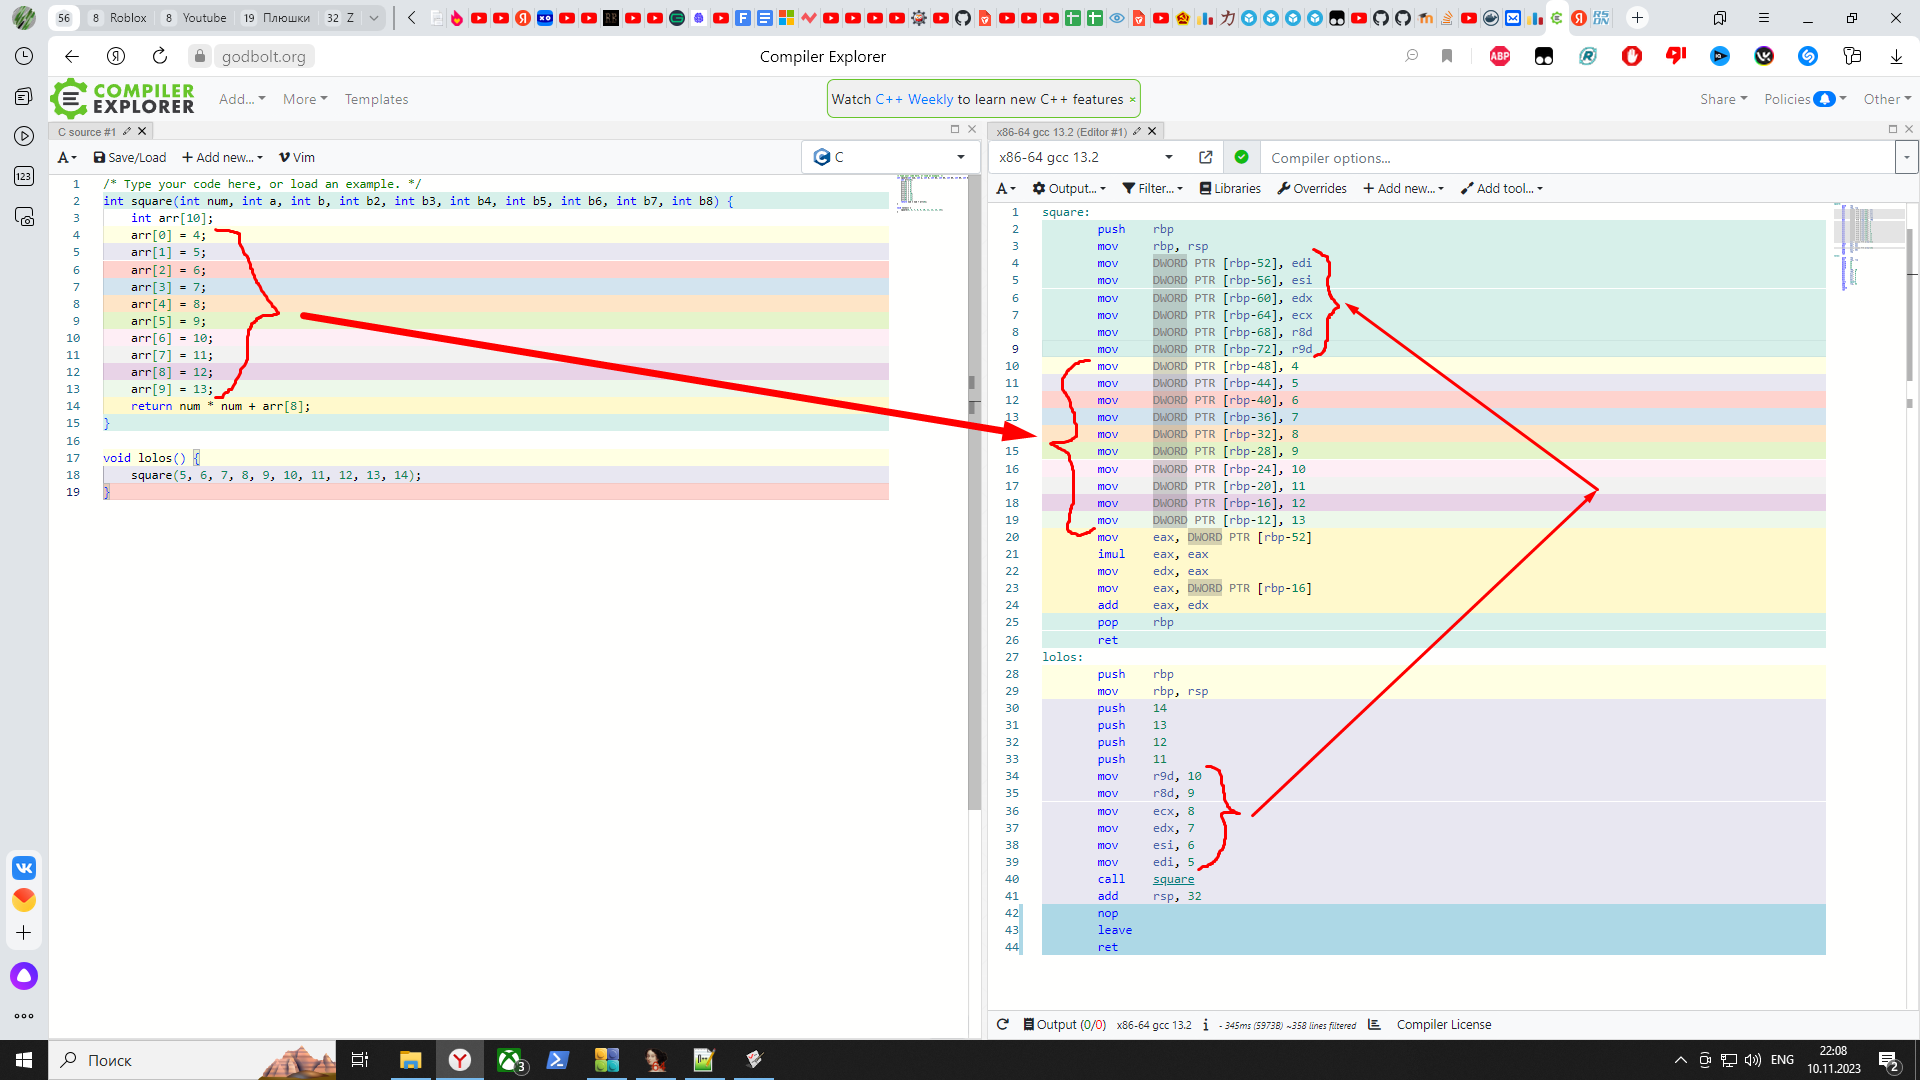 56 8 Roblox 8 Youtube 19 Плюшки 32 Z
godbolt.org Compiler Explorer
COMPILER EXPLORER Add... More Templates Watch C++ Weekly to learn new C++ features × Share Policies Other
C source #1
A Save/Load + Add new... Vim C
1 /* Type your code here, or load an example. */
2 int square(int num, int a, int b, int b2, int b3, int b4, int b5, int b6, int b7, int b8) {
3 int arr[10];
4 arr[0] = 4;
5 arr[1] = 5;
6 arr[2] = 6;
7 arr[3] = 7;
8 arr[4] = 8;
9 arr[5] = 9;
10 arr[6] = 10;
11 arr[7] = 11;
12 arr[8] = 12;
13 arr[9] = 13;
14 return num * num + arr[8];
15 }
16
17 void lolos() {
18 square(5, 6, 7, 8, 9, 10, 11, 12, 13, 14);
19 }
x86-64 gcc 13.2 (Editor #1)
x86-64 gcc 13.2 Compiler options...
A Output... Filter... Libraries Overrides + Add new... Add tool...
1 square:
2 push rbp
3 mov rbp, rsp
4 mov DWORD PTR [rbp-52], edi
5 mov DWORD PTR [rbp-56], esi
6 mov DWORD PTR [rbp-60], edx
7 mov DWORD PTR [rbp-64], ecx
8 mov DWORD PTR [rbp-68], r8d
9 mov DWORD PTR [rbp-72], r9d
10 mov DWORD PTR [rbp-48], 4
11 mov DWORD PTR [rbp-44], 5
12 mov DWORD PTR [rbp-40], 6
13 mov DWORD PTR [rbp-36], 7
mov DWORD PTR [rbp-32], 8
15 mov DWORD PTR [rbp-28], 9
16 mov DWORD PTR [rbp-24], 10
17 mov DWORD PTR [rbp-20], 11
18 mov DWORD PTR [rbp-16], 12
19 mov DWORD PTR [rbp-12], 13
20 mov eax, DWORD PTR [rbp-52]
21 imul eax, eax
22 mov edx, eax
23 mov eax, DWORD PTR [rbp-16]
24 add eax, edx
25 pop rbp
26 ret
27 lolos:
28 push rbp
29 mov rbp, rsp
30 push 14
31 push 13
32 push 12
33 push 11
34 mov r9d, 10
35 mov r8d, 9
36 mov ecx, 8
37 mov edx, 7
38 mov esi, 6
39 mov edi, 5
40 call square
41 add rsp, 32
42 nop
43 leave
44 ret
Output (0/0) x86-64 gcc 13.2 i - 345ms (5973B) ~358 lines filtered Compiler License
Поиск 3 ENG 22:08
10.11.2023 2